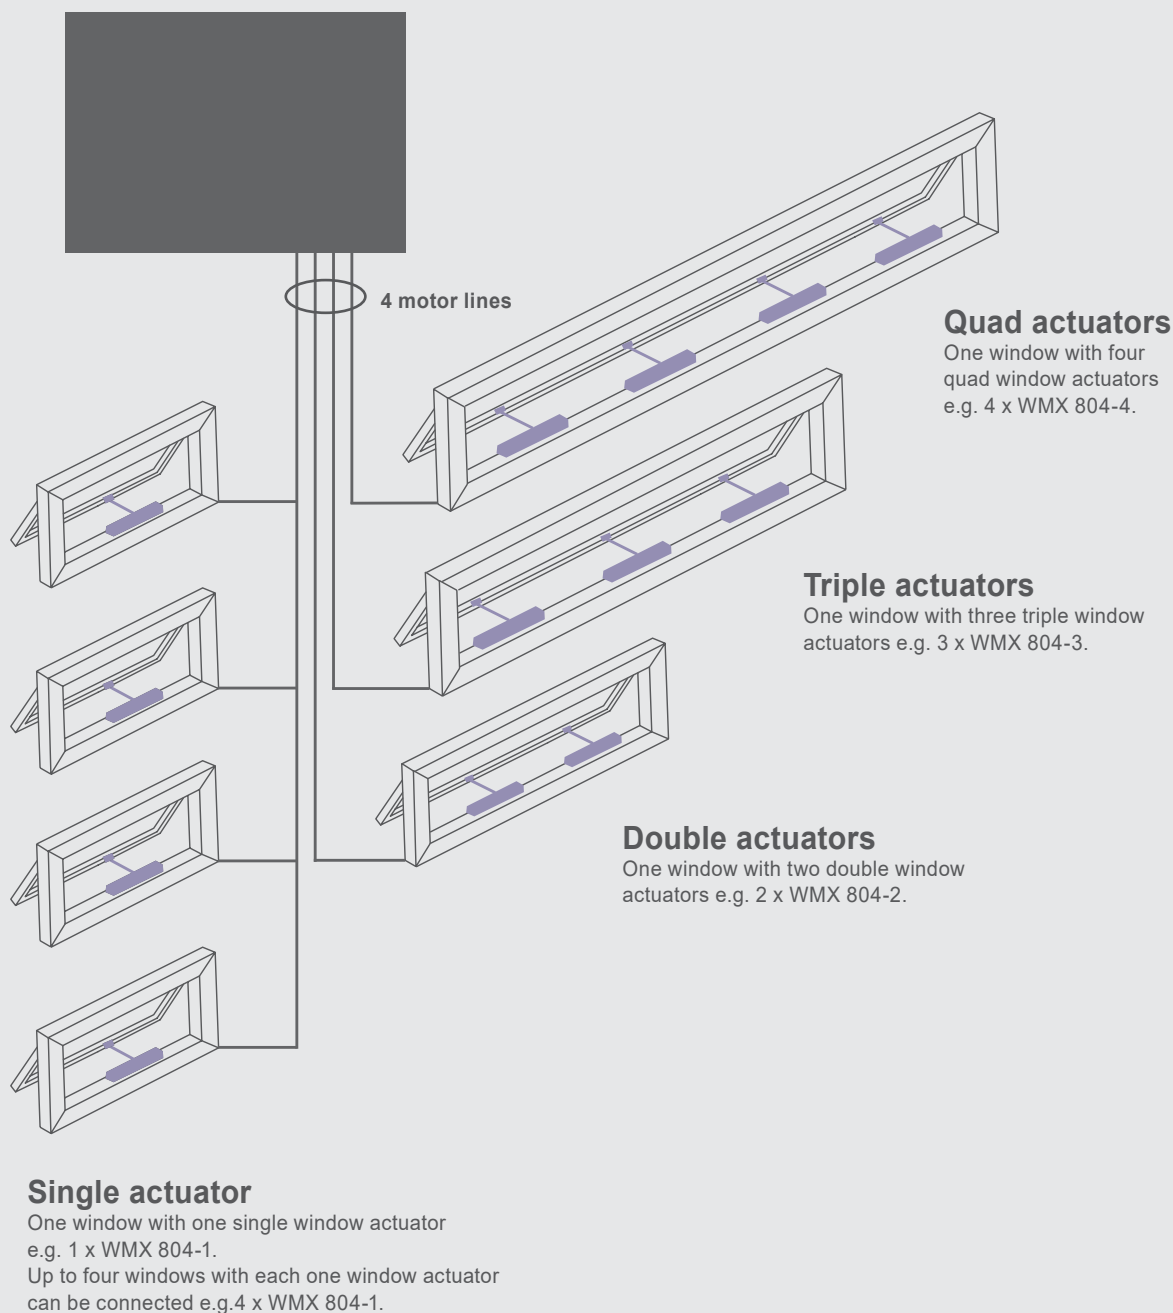 4 motor lines
Quad actuators
One window with four
quad window actuators
e.g. 4 x WMX 804-4.
Triple actuators
One window with three triple window
actuators e.g. 3 x WMX 804-3.
Double actuators
One window with two double window
actuators e.g. 2 x WMX 804-2.
Single actuator
One window with one single window actuator
e.g. 1 x WMX 804-1.
Up to four windows with each one window actuator
can be connected e.g.4 x WMX 804-1.